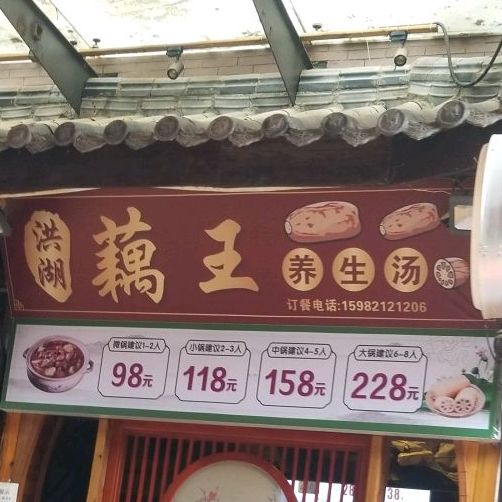 洪湖
藕王
养生汤
订餐电话:15982121206
微锅建议1-2人
98元
小锅建议2-3人
118元
中锅建议4-5人
158元
大锅建议6-8人
228元
38.